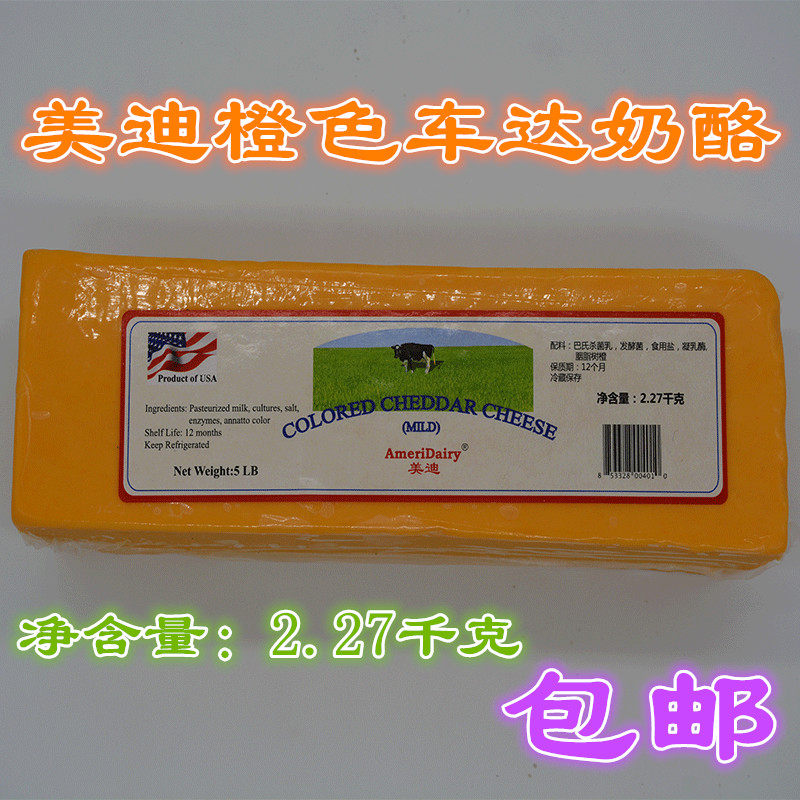 美迪橙色车达奶酪
Product of USA
Ingredients: Pasteurized milk, cultures, salt,
enzymes, annatto color
Shelf Life: 12 months
Keep Refrigerated
Net Weight:5 LB
COLORED CHEDDAR CHEESE
(MILD)
AmeriDairy®
美迪
配料：巴氏杀菌乳，发酵菌，食用盐，凝乳酶，
胭脂树橙
保质期：12个月
冷藏保存
净含量：2.27千克
8 53328 00401 0
净含量：2.27千克
包邮